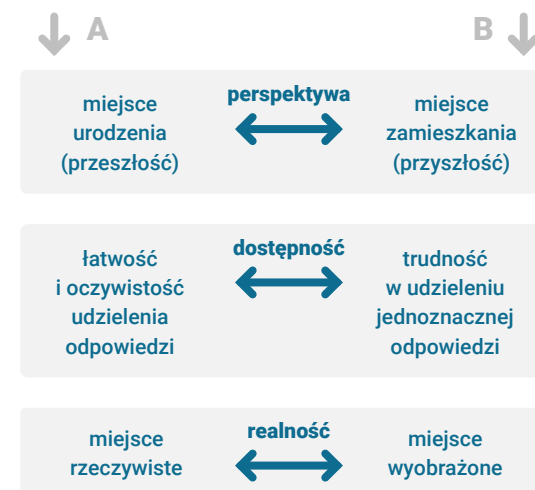 A
B
perspektywa
miejsce
urodzenia
(przeszłość)
miejsce
zamieszkania
(przyszłość)
dostępność
łatwość
i oczywistość
udzielenia
odpowiedzi
trudność
w udzieleniu
jednoznacznej
odpowiedzi
realność
miejsce
rzeczywiste
miejsce
wyobrażone